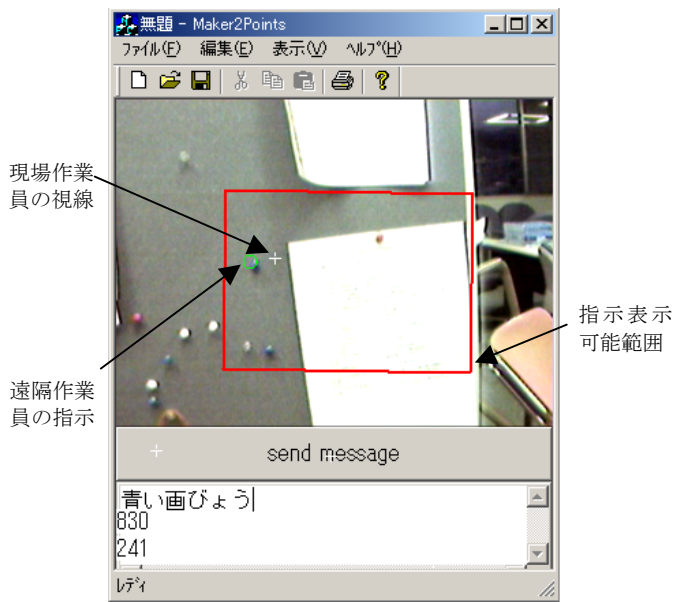 無題 - Maker2Points
ファイル(F) 編集(E) 表示(V) ヘルプ(H)
現場作業
員の視線
指示表示
可能範囲
遠隔作業
員の指示
send message
青い画びょう
830
241
レディ